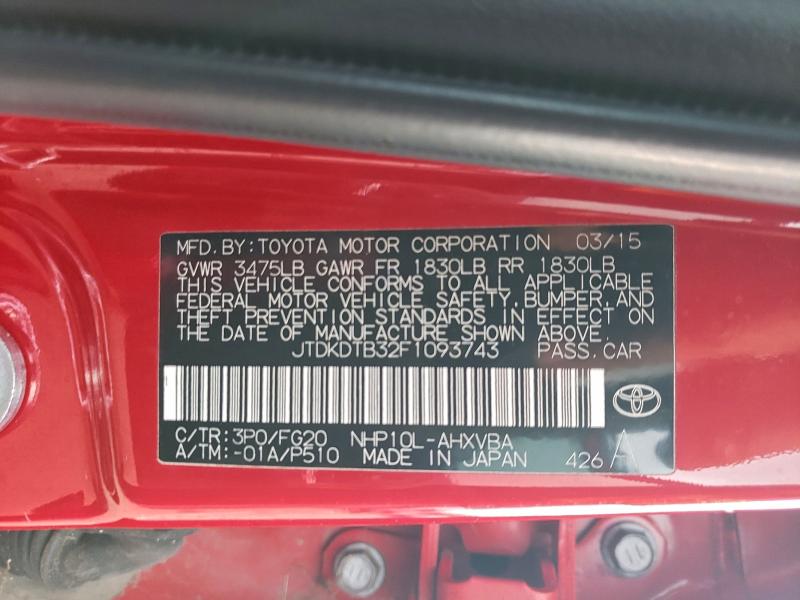 MFD. BY: TOYOTA MOTOR CORPORATION 03/15
GVWR 3475LB GAWR FR 1830LB RR 1830LB
THIS VEHICLE CONFORMS TO ALL APPLICABLE
FEDERAL MOTOR VEHICLE SAFETY, BUMPER, AND
THEFT PREVENTION STANDARDS IN EFFECT ON
THE DATE OF MANUFACTURE SHOWN ABOVE.
JTDKDTB32F1093743 PASS. CAR
C/TR: 3P0/FG20 NHP10L-AHXVBA
A/TM: -01A/P510 MADE IN JAPAN 426 A